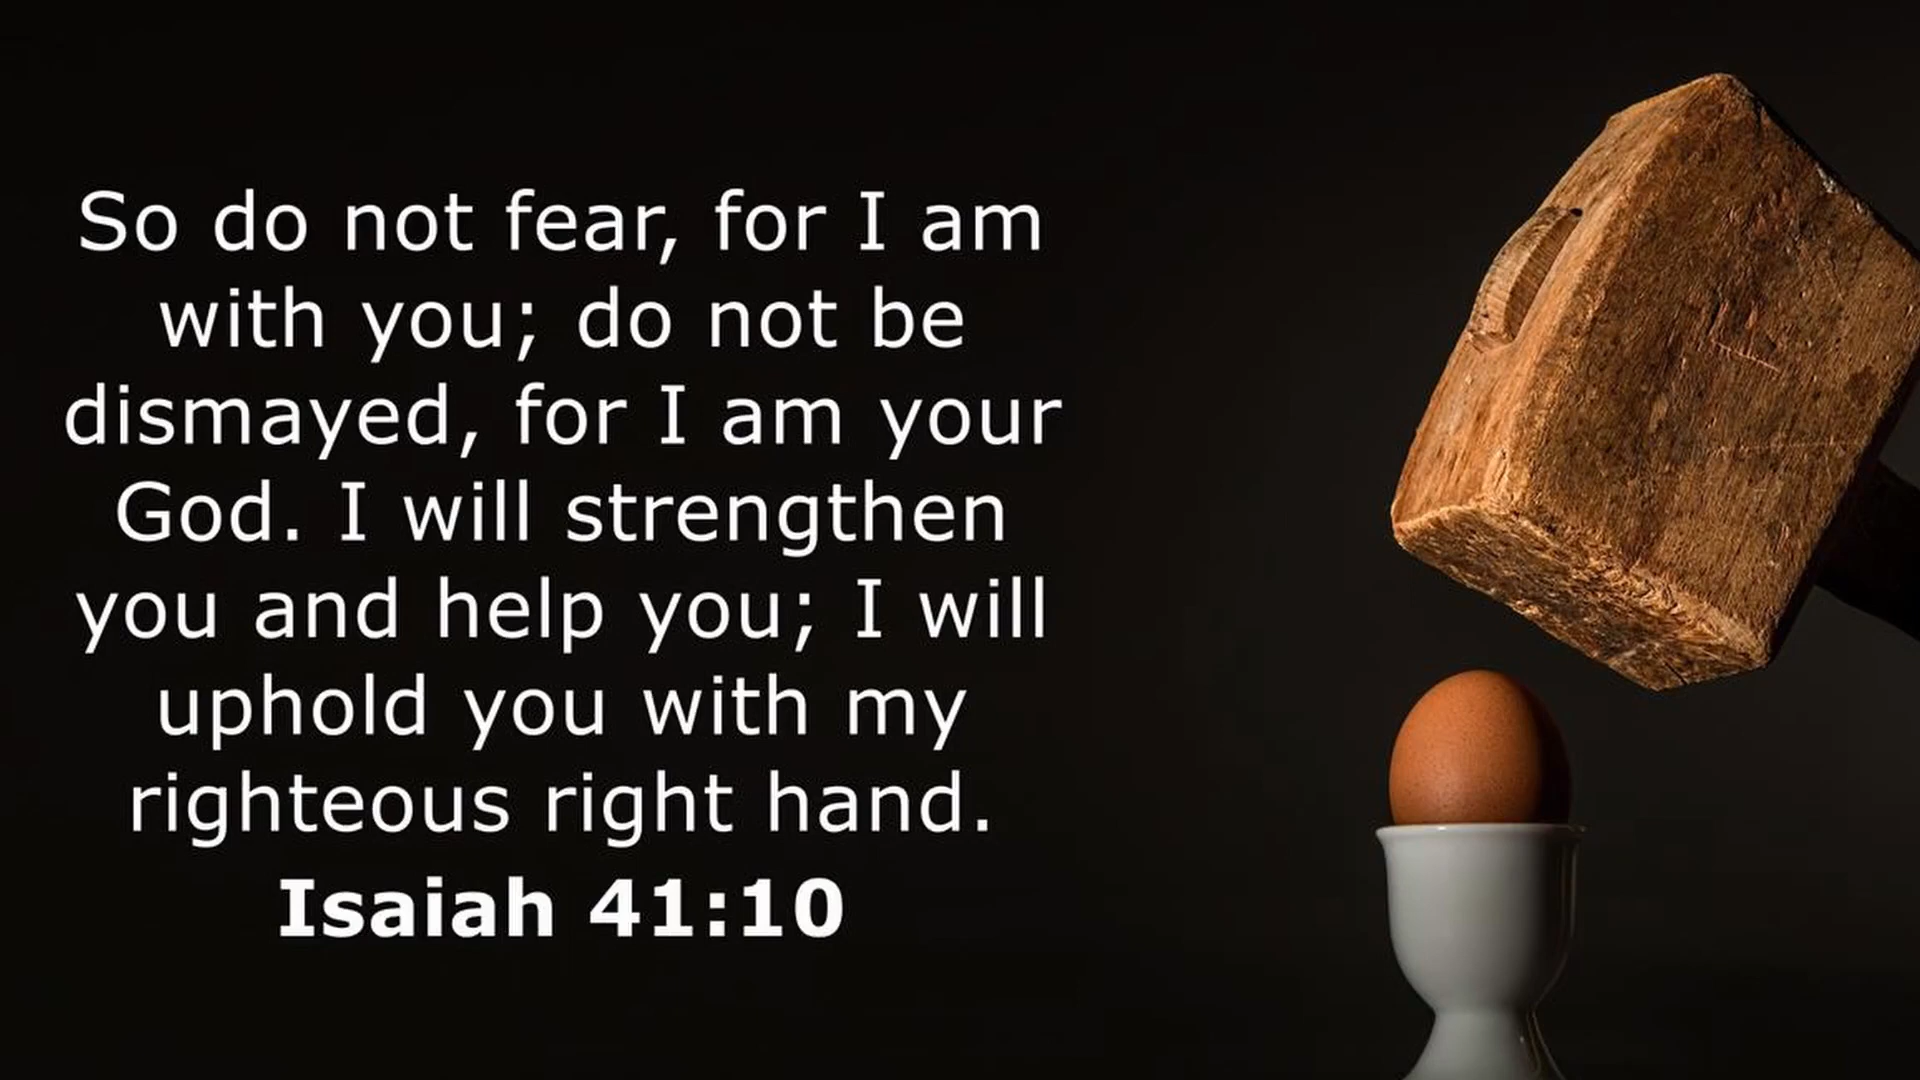 So do not fear, for I am
with you; do not be
dismayed, for I am your
God. I will strengthen
you and help you; I will
uphold you with my
righteous right hand.
Isaiah 41:10